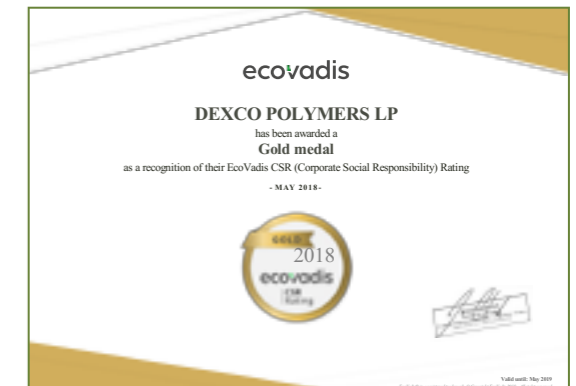 ecovadis
DEXCO POLYMERS LP
has been awarded a
Gold medal
as a recognition of their EcoVadis CSR (Corporate Social Responsibility) Rating
- MAY 2018-
GOLD
2018
ecovadis
CSR
Rating
Valid until: May 2019